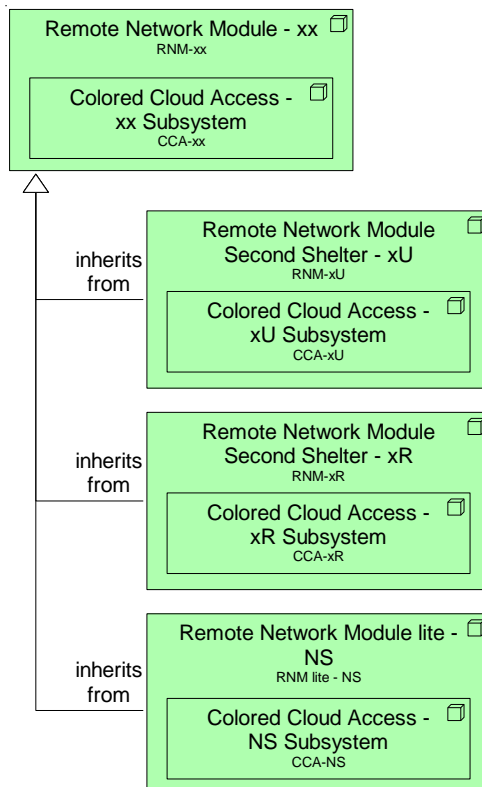 Remote Network Module - xx
RNM-xx
Colored Cloud Access -
xx Subsystem
CCA-xx
inherits
from
Remote Network Module
Second Shelter - xU
RNM-xU
Colored Cloud Access -
xU Subsystem
CCA-xU
inherits
from
Remote Network Module
Second Shelter - xR
RNM-xR
Colored Cloud Access -
xR Subsystem
CCA-xR
inherits
from
Remote Network Module lite -
NS
RNM lite - NS
Colored Cloud Access -
NS Subsystem
CCA-NS